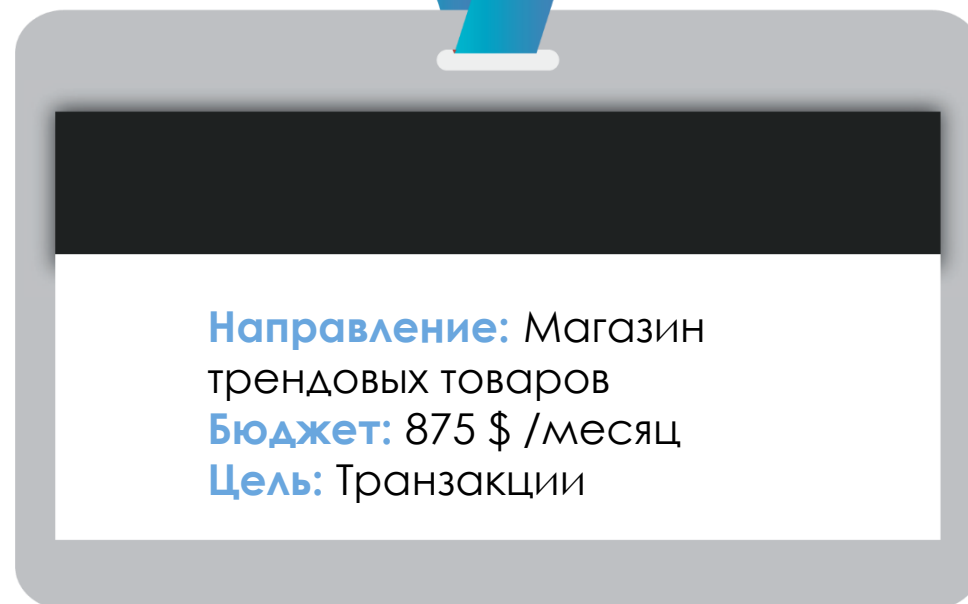 Направление: Магазин
трендовых товаров
Бюджет: 875 $ /месяц
Цель: Транзакции